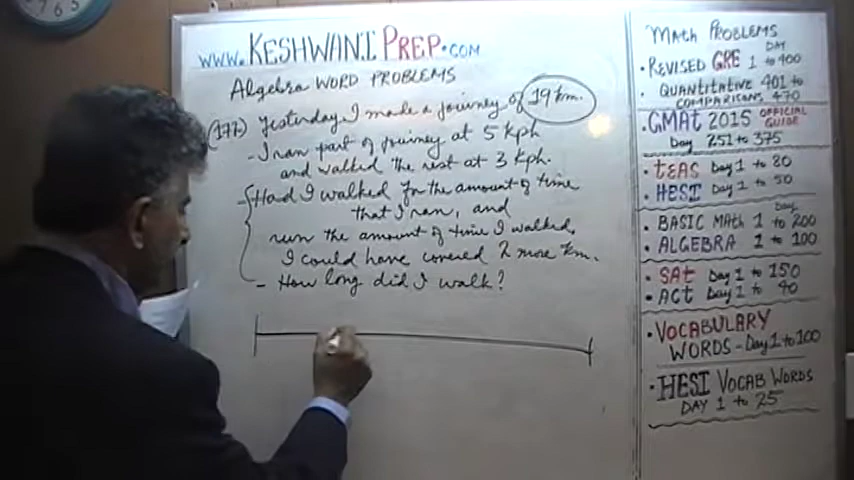 www.KESHWANIPREP.COM
Algebra WORD PROBLEMS
(177) Yesterday I made a journey of 19 km.
- I ran part of journey at 5 kph
and walked the rest at 3 kph.
- Had I walked for the amount of time
that I ran, and
run the amount of time I walked,
I could have covered 2 more km.
- How long did I walk?
MATH PROBLEMS
• REVISED GRE DAY 1 to 400
• QUANTITATIVE 401 to
COMPARISONS 470
• GMAT 2015 OFFICIAL GUIDE
Day 251 to 375
• TEAS Day 1 to 80
• HESI Day 1 to 50
Day
• BASIC MATH 1 to 200
• ALGEBRA 1 to 100
• SAT Day 1 to 150
• ACT Day 1 to 40
• VOCABULARY
WORDS - Day 1 to 100
• HESI VOCAB WORDS
DAY 1 to 25
7 6 5